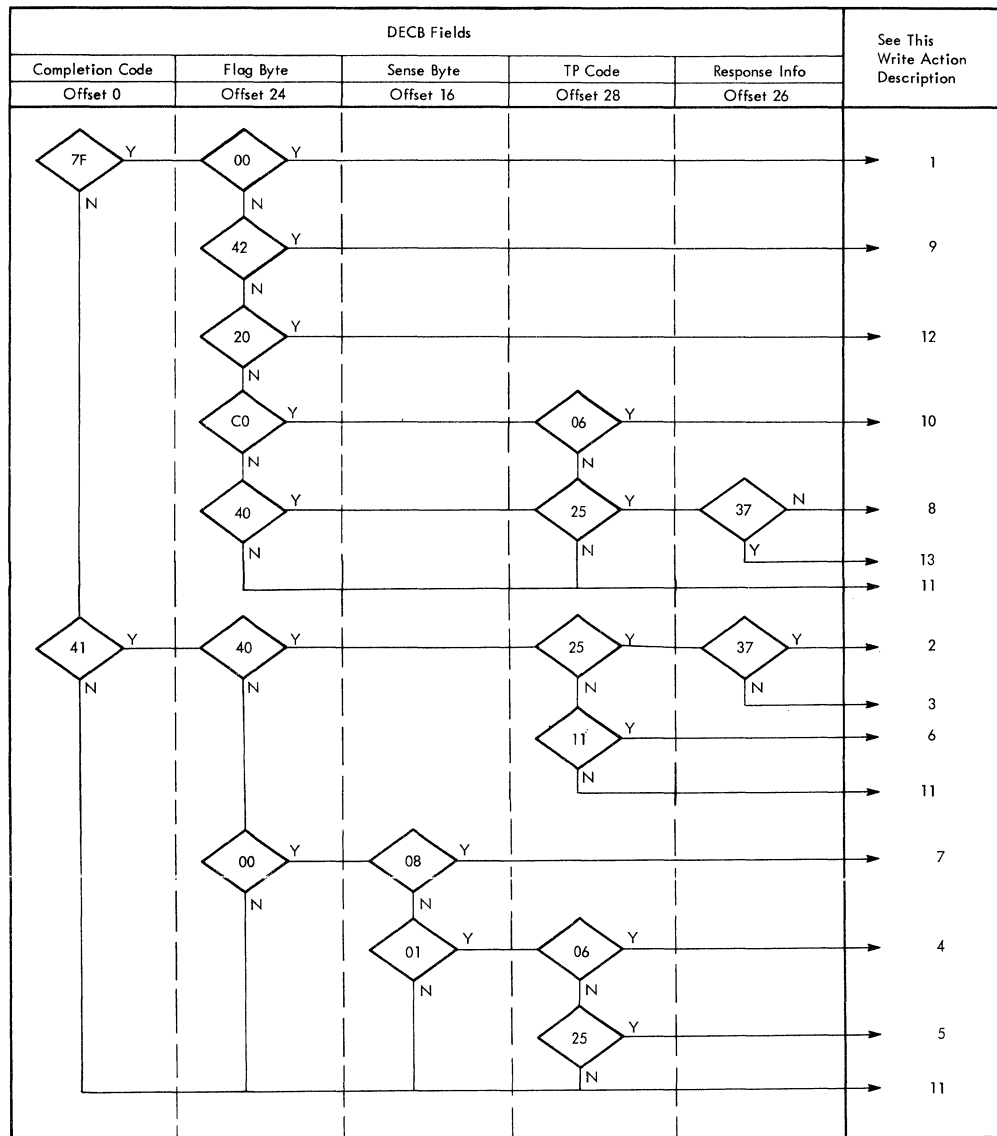 DECB Fields
See This
Write Action
Description
Completion Code Flag Byte Sense Byte TP Code Response Info
Offset 0 Offset 24 Offset 16 Offset 28 Offset 26
7F Y 00 Y 1
N N
42 Y 9
N
20 Y 12
N
C0 Y 06 Y 10
N N
40 Y 25 Y 37 N 8
N N Y 13
11
41 Y 40 Y 25 Y 37 Y 2
N N N N 3
11 Y 6
N 11
00 Y 08 Y 7
N N
01 Y 06 Y 4
N N
25 Y 5
N 11